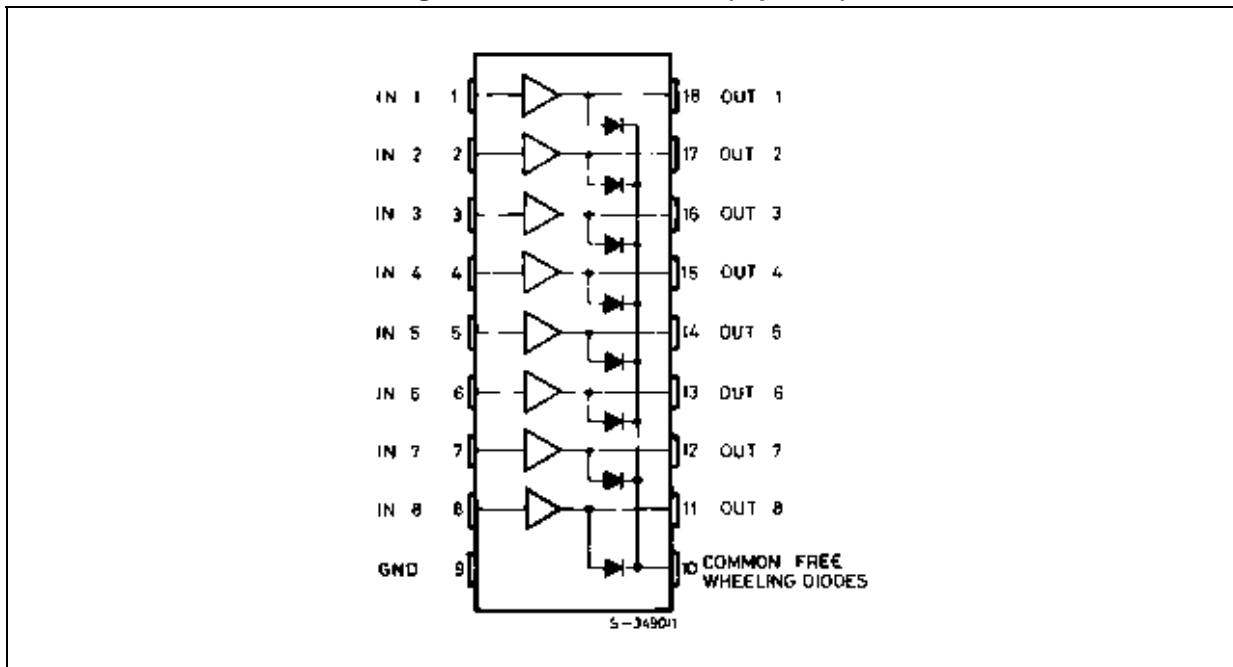 IN 1 1 18 OUT 1
IN 2 2 17 OUT 2
IN 3 3 16 OUT 3
IN 4 4 15 OUT 4
IN 5 5 14 OUT 5
IN 6 6 13 OUT 6
IN 7 7 12 OUT 7
IN 8 8 11 OUT 8
GND 9 10 COMMON FREE
WHEELING DIODES